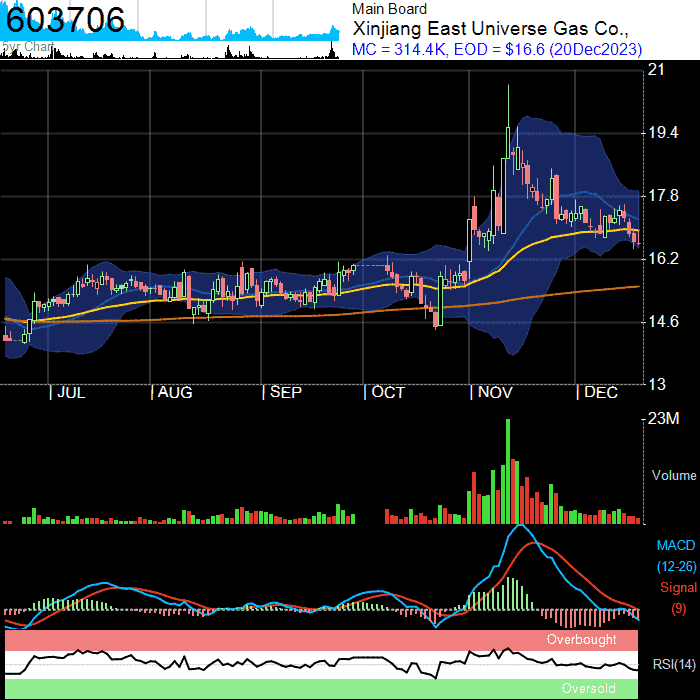 603706
5yr Chart
Main Board
Xinjiang East Universe Gas Co.,
MC = 314.4K, EOD = $16.6 (20Dec2023)
21
19.4
17.8
16.2
14.6
13
| JUL | AUG | SEP | OCT | NOV | DEC
23M
Volume
MACD
(12-26)
Signal
(9)
Overbought
RSI(14)
Oversold